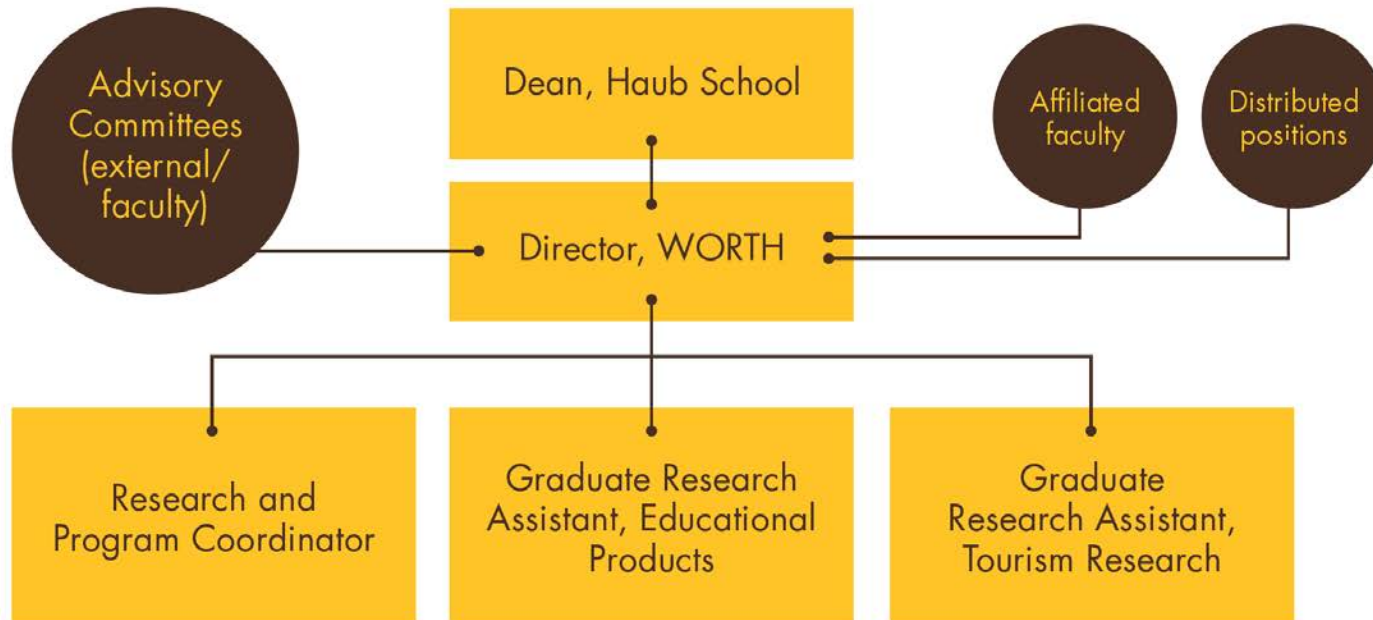 Advisory
Committees
(external/
faculty)
Dean, Haub School
Affiliated
faculty
Distributed
positions
Director, WORTH
Research and
Program Coordinator
Graduate Research
Assistant, Educational
Products
Graduate
Research Assistant,
Tourism Research